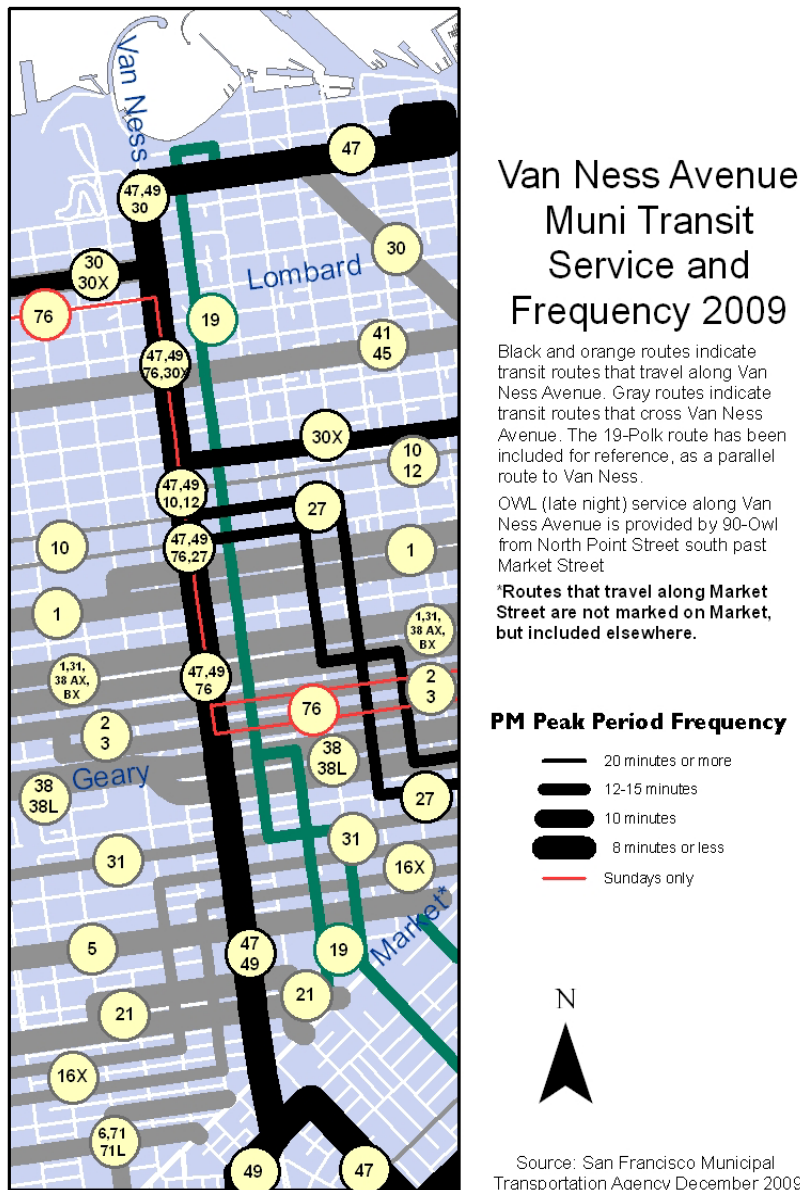 Van Ness
47
47,49
30
30
30X
30
Lombard
76
19
47,49
76,30X
41
45
30X
10
12
47,49
10,12
27
47,49
76,27
10
1
1
1,31,
38 AX,
BX
1,31,
38 AX,
BX
47,49
76
2
3
76
2
3
38
38L
Geary
38
38L
27
31
31
16X
Market*
5
47
49
19
21
21
16X
6,71
71L
49
47
Van Ness Avenue
Muni Transit
Service and
Frequency 2009
Black and orange routes indicate
transit routes that travel along Van
Ness Avenue. Gray routes indicate
transit routes that cross Van Ness
Avenue. The 19-Polk route has been
included for reference, as a parallel
route to Van Ness.
OWL (late night) service along Van
Ness Avenue is provided by 90-Owl
from North Point Street south past
Market Street
*Routes that travel along Market
Street are not marked on Market,
but included elsewhere.
PM Peak Period Frequency
20 minutes or more
12-15 minutes
10 minutes
8 minutes or less
Sundays only
N
Source: San Francisco Municipal
Transportation Agency December 2009